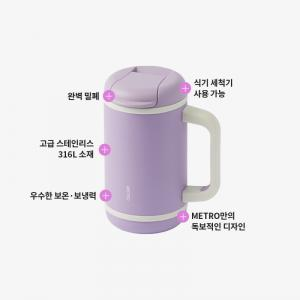 완벽 밀폐
식기 세척기
사용 가능
고급 스테인리스
316L 소재
우수한 보온·보냉력
METRO만의
독보적인 디자인